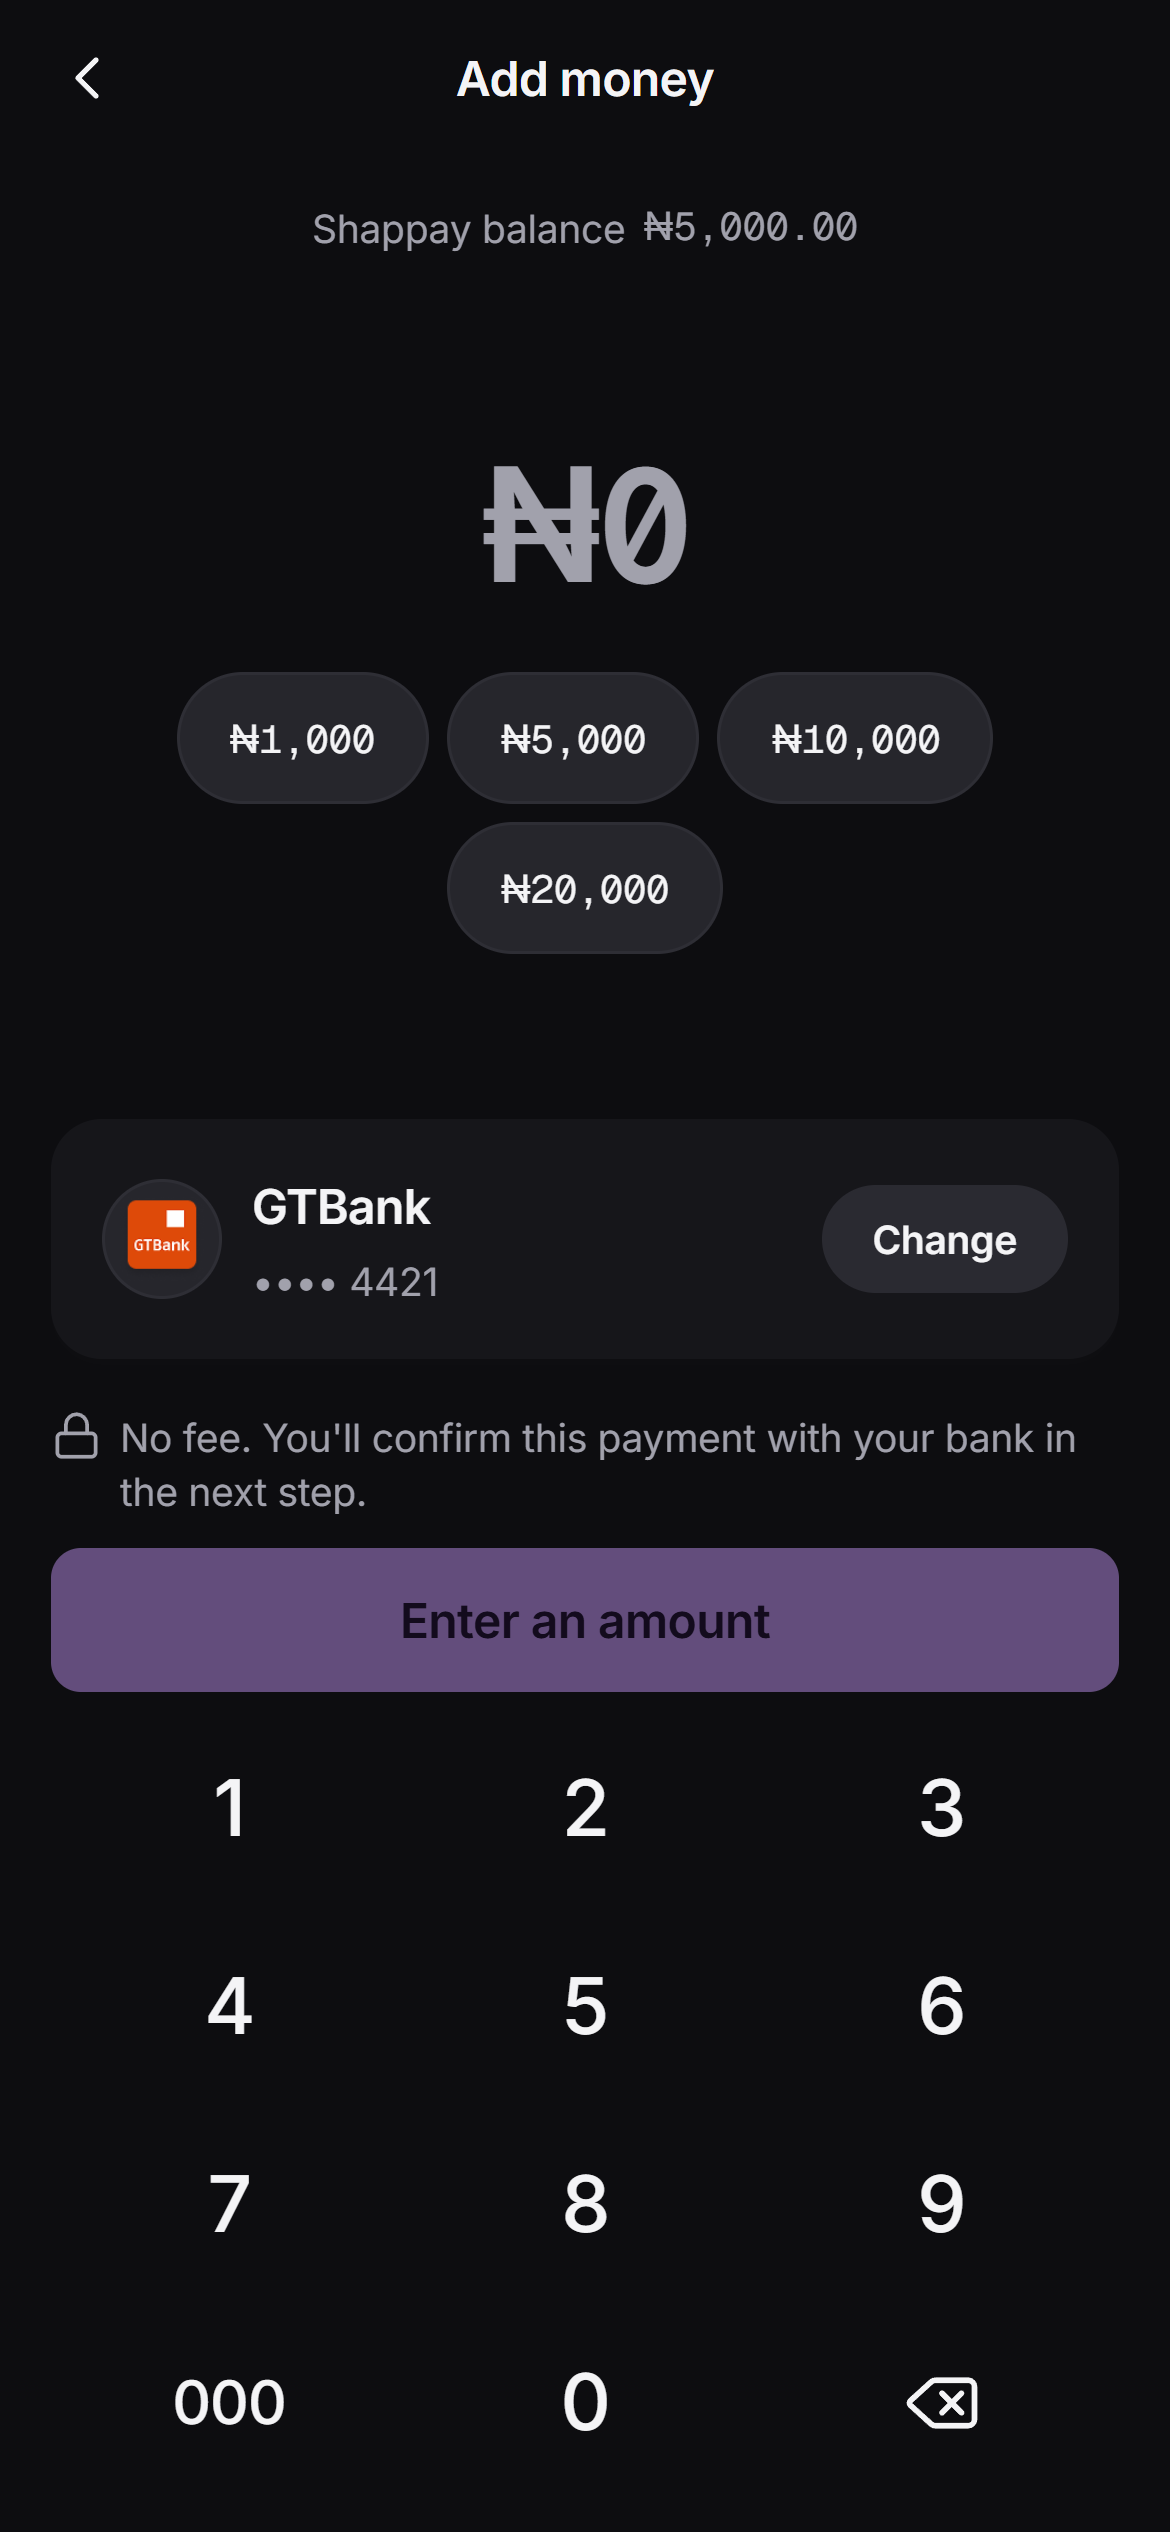 Add money
Shappay balance ₦5,000.00
₦0
₦1,000 ₦5,000 ₦10,000
₦20,000
GTBank
GTBank
•••• 4421
Change
No fee. You'll confirm this payment with your bank in
the next step.
Enter an amount
1 2 3
4 5 6
7 8 9
000 0